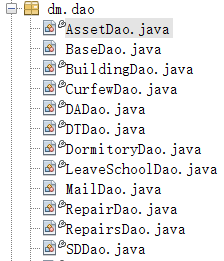 dm.dao
AssetDao.java
BaseDao.java
BuildingDao.java
CurfewDao.java
DADao.java
DTDao.java
DormitoryDao.java
LeaveSchoolDao.java
MailDao.java
RepairDao.java
RepairsDao.java
SDDao.java